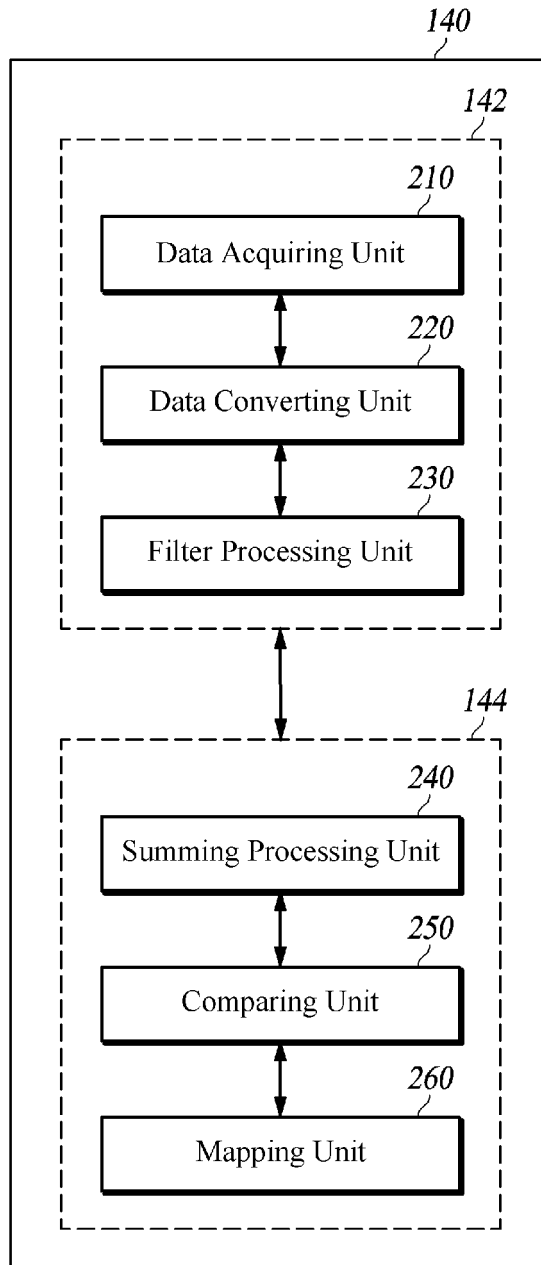 140
142
210
Data Acquiring Unit
220
Data Converting Unit
230
Filter Processing Unit
144
240
Summing Processing Unit
250
Comparing Unit
260
Mapping Unit